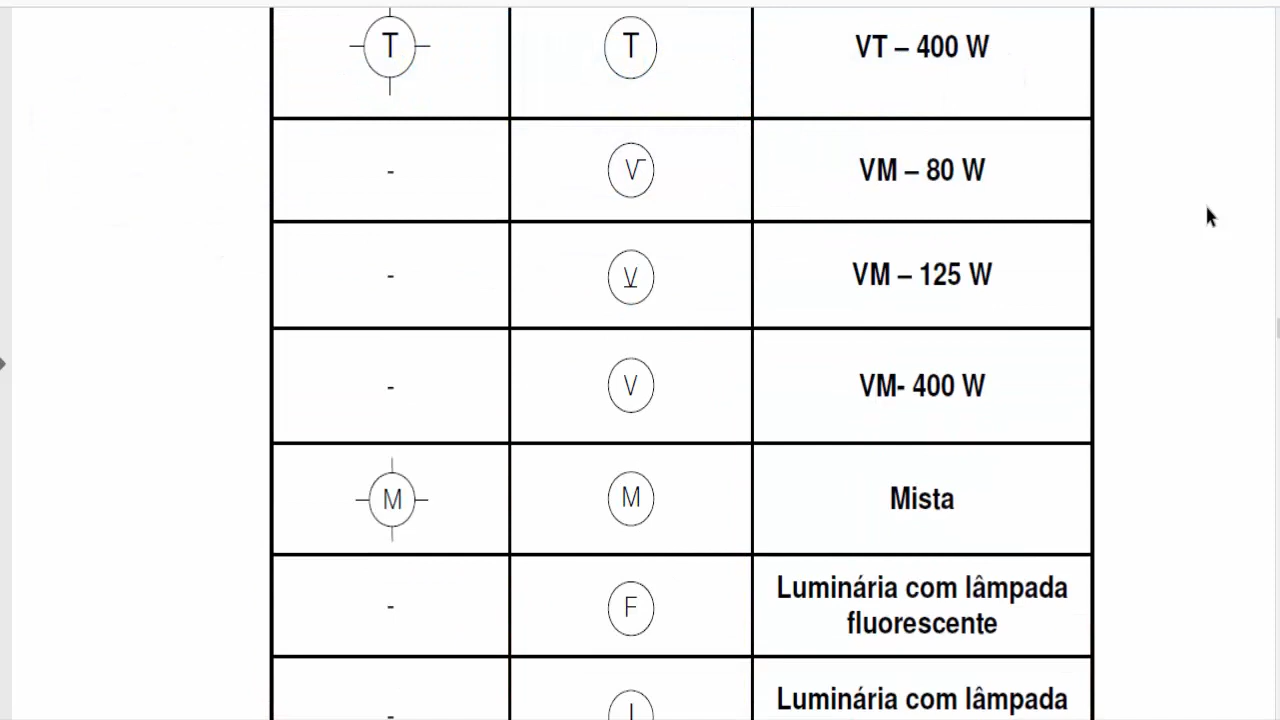 T T VT – 400 W
- V VM – 80 W
- V VM – 125 W
- V VM- 400 W
M M Mista
- F Luminária com lâmpada
fluorescente
- Luminária com lâmpada